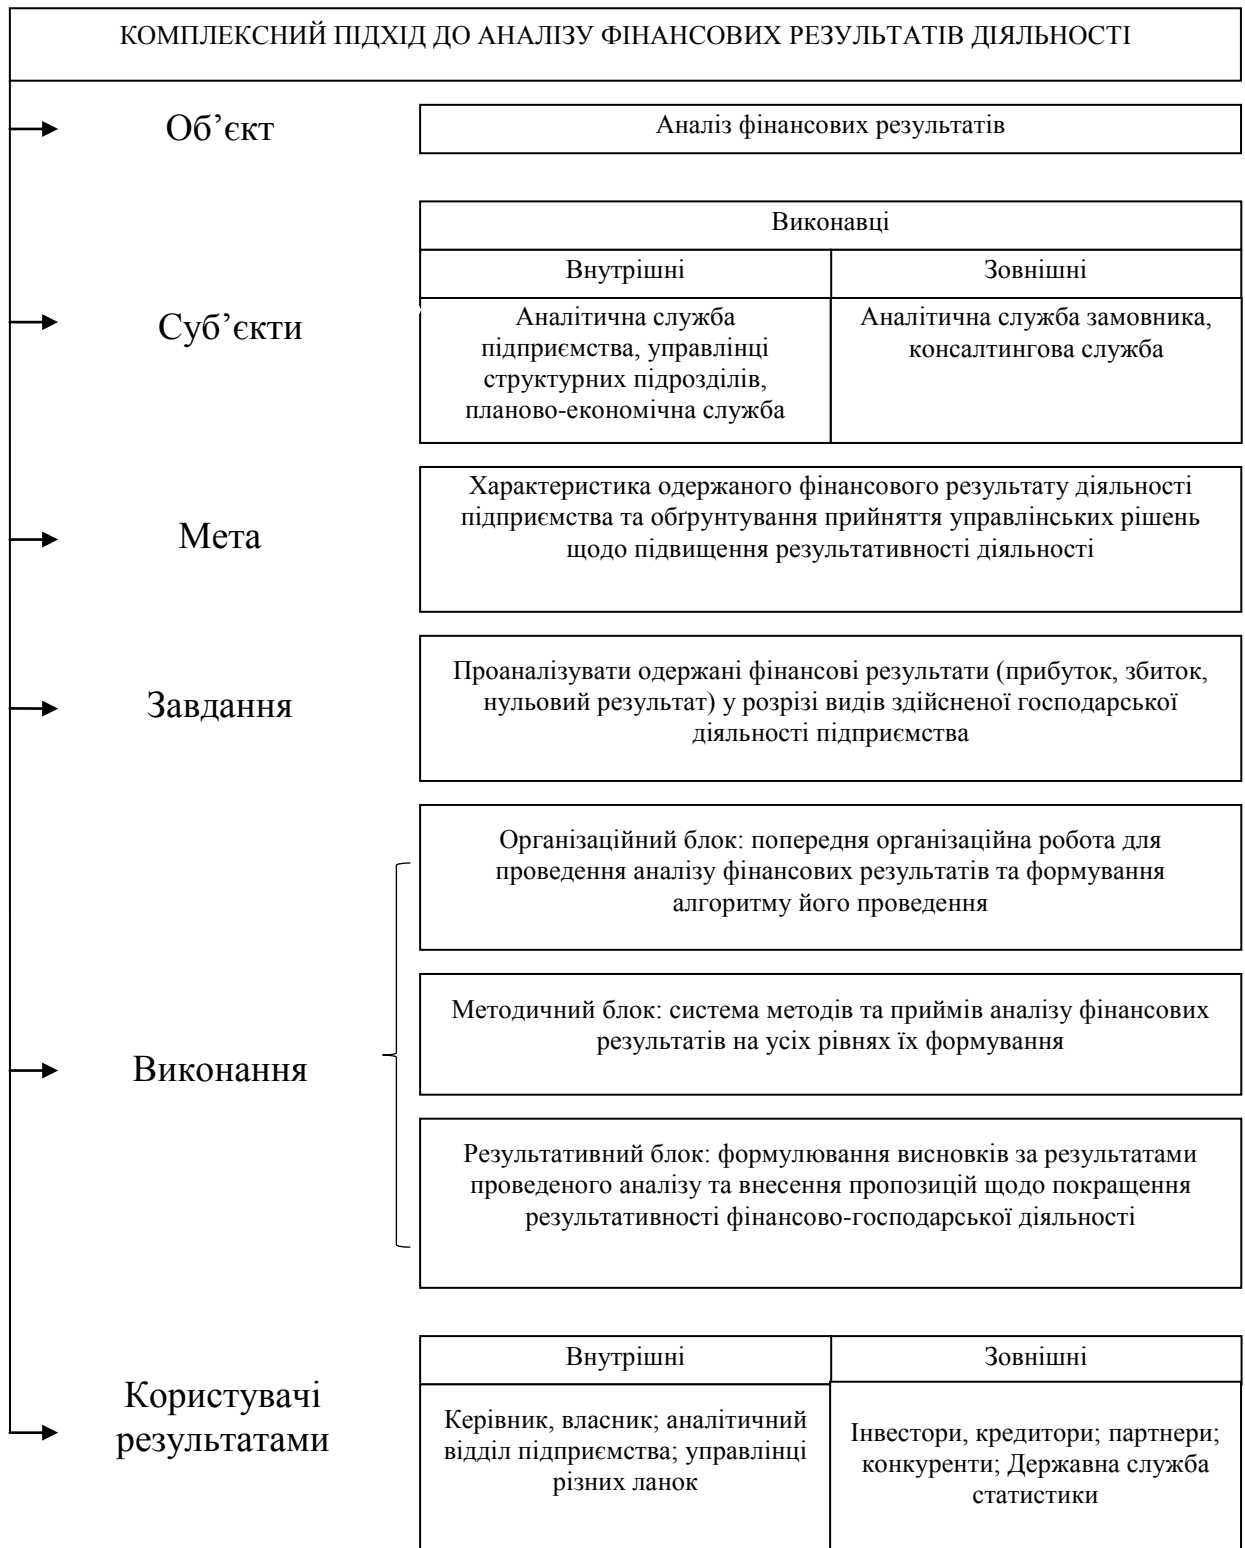 КОМПЛЕКСНИЙ ПІДХІД ДО АНАЛІЗУ ФІНАНСОВИХ РЕЗУЛЬТАТІВ ДІЯЛЬНОСТІ
Об’єкт
Аналіз фінансових результатів
Суб’єкти
Виконавці
Внутрішні
Зовнішні
Аналітична служба
підприємства, управлінці
структурних підрозділів,
планово-економічна служба
Аналітична служба замовника,
консалтингова служба
Мета
Характеристика одержаного фінансового результату діяльності
підприємства та обґрунтування прийняття управлінських рішень
щодо підвищення результативності діяльності
Завдання
Проаналізувати одержані фінансові результати (прибуток, збиток,
нульовий результат) у розрізі видів здійсненої господарської
діяльності підприємства
Виконання
Організаційний блок: попередня організаційна робота для
проведення аналізу фінансових результатів та формування
алгоритму його проведення
Методичний блок: система методів та приймів аналізу фінансових
результатів на усіх рівнях їх формування
Результативний блок: формулювання висновків за результатами
проведеного аналізу та внесення пропозицій щодо покращення
результативності фінансово-господарської діяльності
Користувачі
результатами
Внутрішні
Зовнішні
Керівник, власник; аналітичний
відділ підприємства; управлінці
різних ланок
Інвестори, кредитори; партнери;
конкуренти; Державна служба
статистики